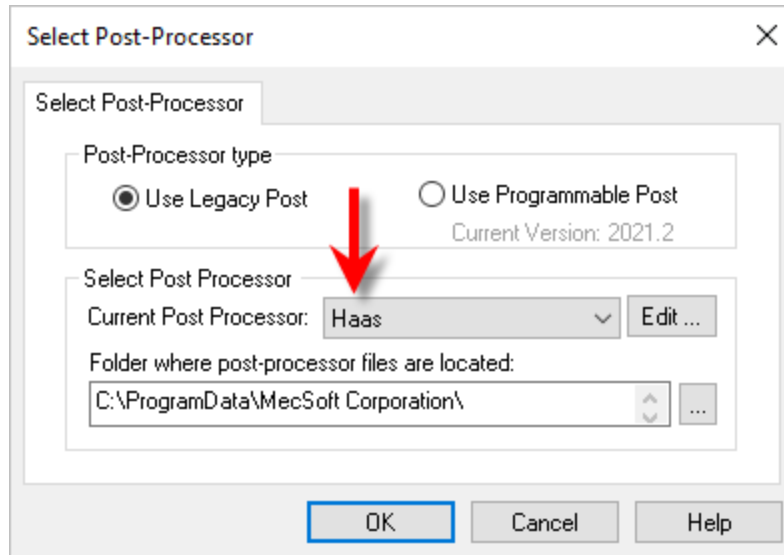 Select Post-Processor
Select Post-Processor
Post-Processor type
Use Legacy Post
Use Programmable Post
Current Version: 2021.2
Select Post Processor
Current Post Processor: Haas Edit ...
Folder where post-processor files are located:
C:\ProgramData\MecSoft Corporation\ ...
OK Cancel Help